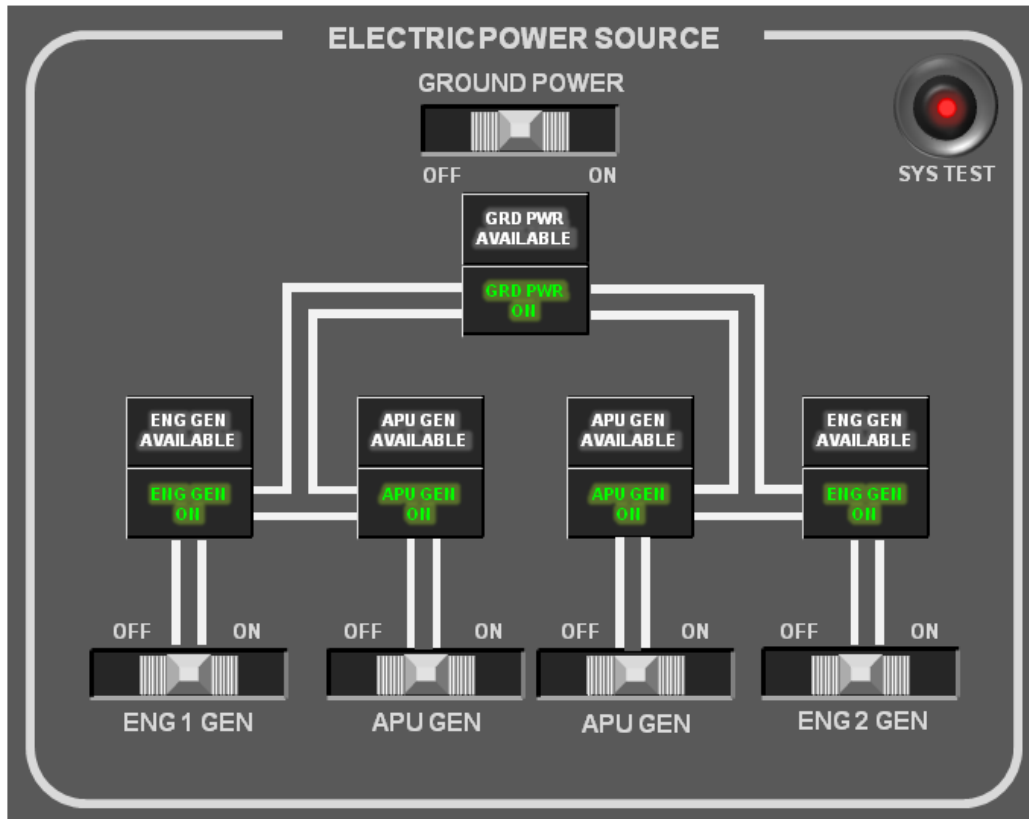 ELECTRIC POWER SOURCE
GROUND POWER
OFF ON
SYS TEST
GRD PWR
AVAILABLE
GRD PWR
ON
ENG GEN
AVAILABLE
ENG GEN
ON
APU GEN
AVAILABLE
APU GEN
ON
APU GEN
AVAILABLE
APU GEN
ON
ENG GEN
AVAILABLE
ENG GEN
ON
OFF ON
ENG 1 GEN
OFF ON
APU GEN
OFF ON
APU GEN
OFF ON
ENG 2 GEN